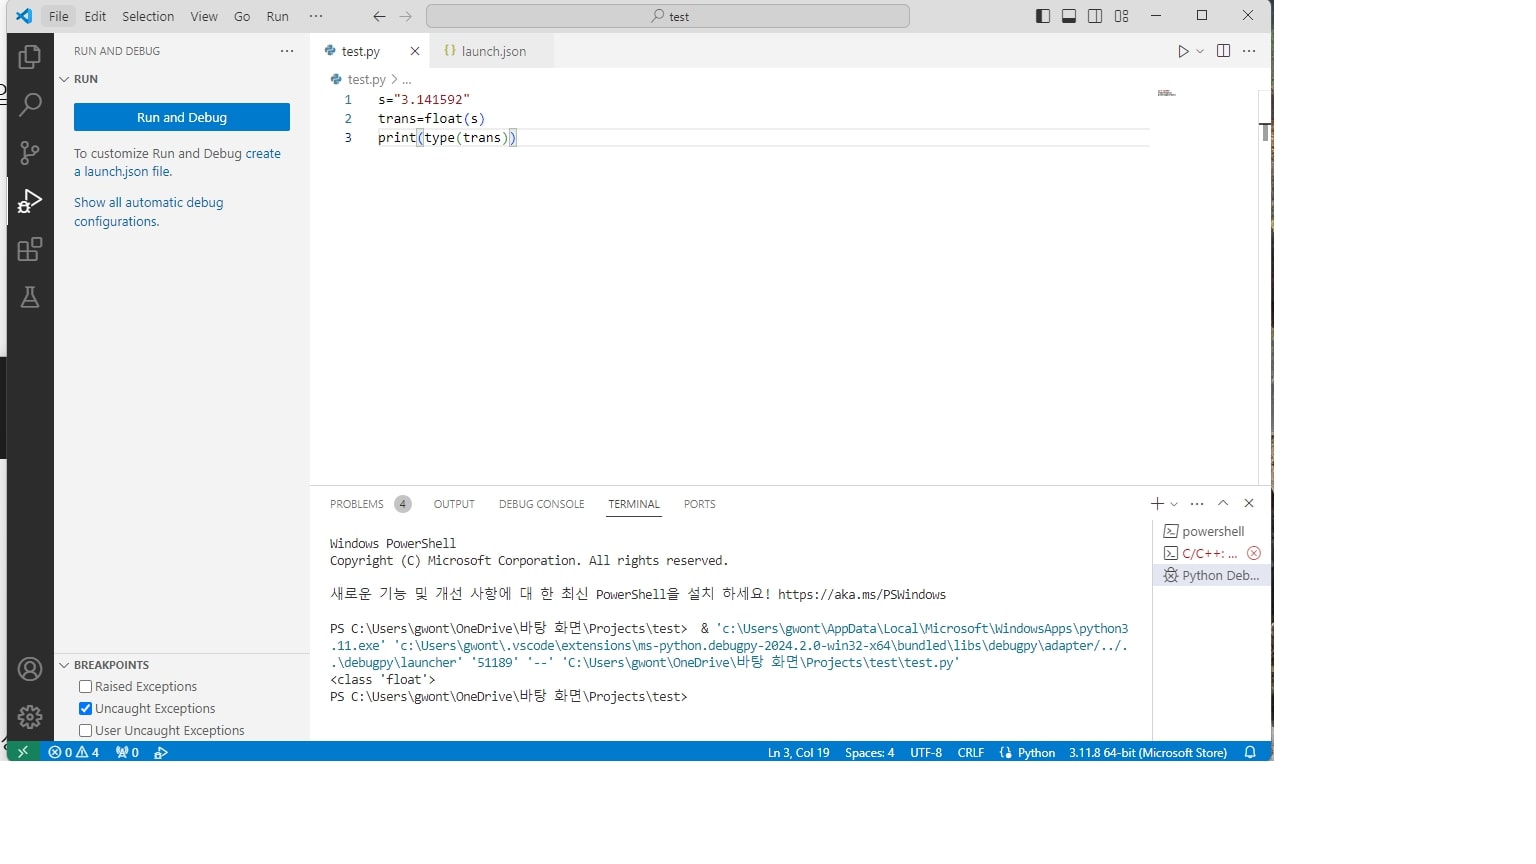 File Edit Selection View Go Run ··· test
RUN AND DEBUG ···
RUN
Run and Debug
To customize Run and Debug create
a launch.json file.
Show all automatic debug
configurations.
test.py {} launch.json
test.py > ...
1 s="3.141592"
2 trans=float(s)
3 print(type(trans))
PROBLEMS 4 OUTPUT DEBUG CONSOLE TERMINAL PORTS
Windows PowerShell
Copyright (C) Microsoft Corporation. All rights reserved.
새로운 기능 및 개선 사항에 대 한 최신 PowerShell을 설치 하세요! https://aka.ms/PSWindows
PS C:\Users\gwont\OneDrive\바탕 화면\Projects\test> & 'c:\Users\gwont\AppData\Local\Microsoft\WindowsApps\python3
.11.exe' 'c:\Users\gwont\.vscode\extensions\ms-python.debugpy-2024.2.0-win32-x64\bundled\libs\debugpy\adapter/../.
.\debugpy\launcher' '51189' '--' 'C:\Users\gwont\OneDrive\바탕 화면\Projects\test\test.py'
<class 'float'>
PS C:\Users\gwont\OneDrive\바탕 화면\Projects\test>
powershell
C/C++: ...
Python Deb...
BREAKPOINTS
Raised Exceptions
Uncaught Exceptions
User Uncaught Exceptions
0 4 0 Ln 3, Col 19 Spaces: 4 UTF-8 CRLF Python 3.11.8 64-bit (Microsoft Store)